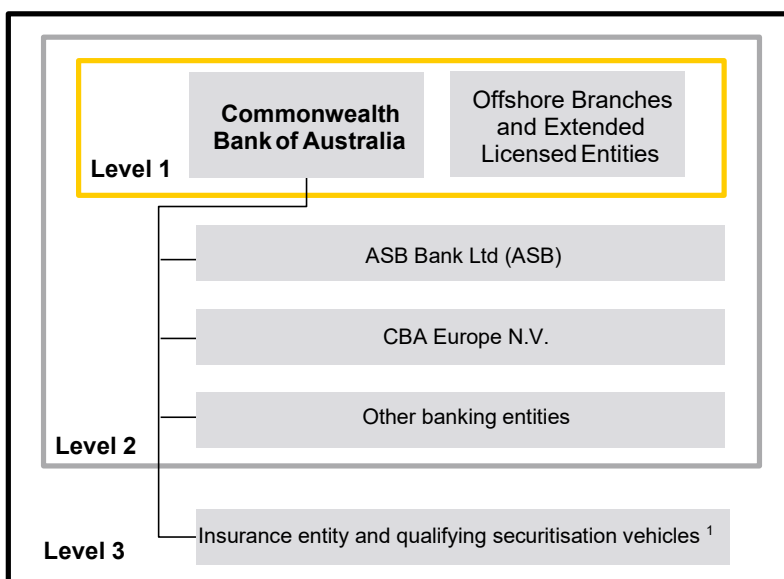 Commonwealth
Bank of Australia
Offshore Branches
and Extended
Licensed Entities
Level 1
ASB Bank Ltd (ASB)
CBA Europe N.V.
Other banking entities
Level 2
Insurance entity and qualifying securitisation vehicles 1
Level 3